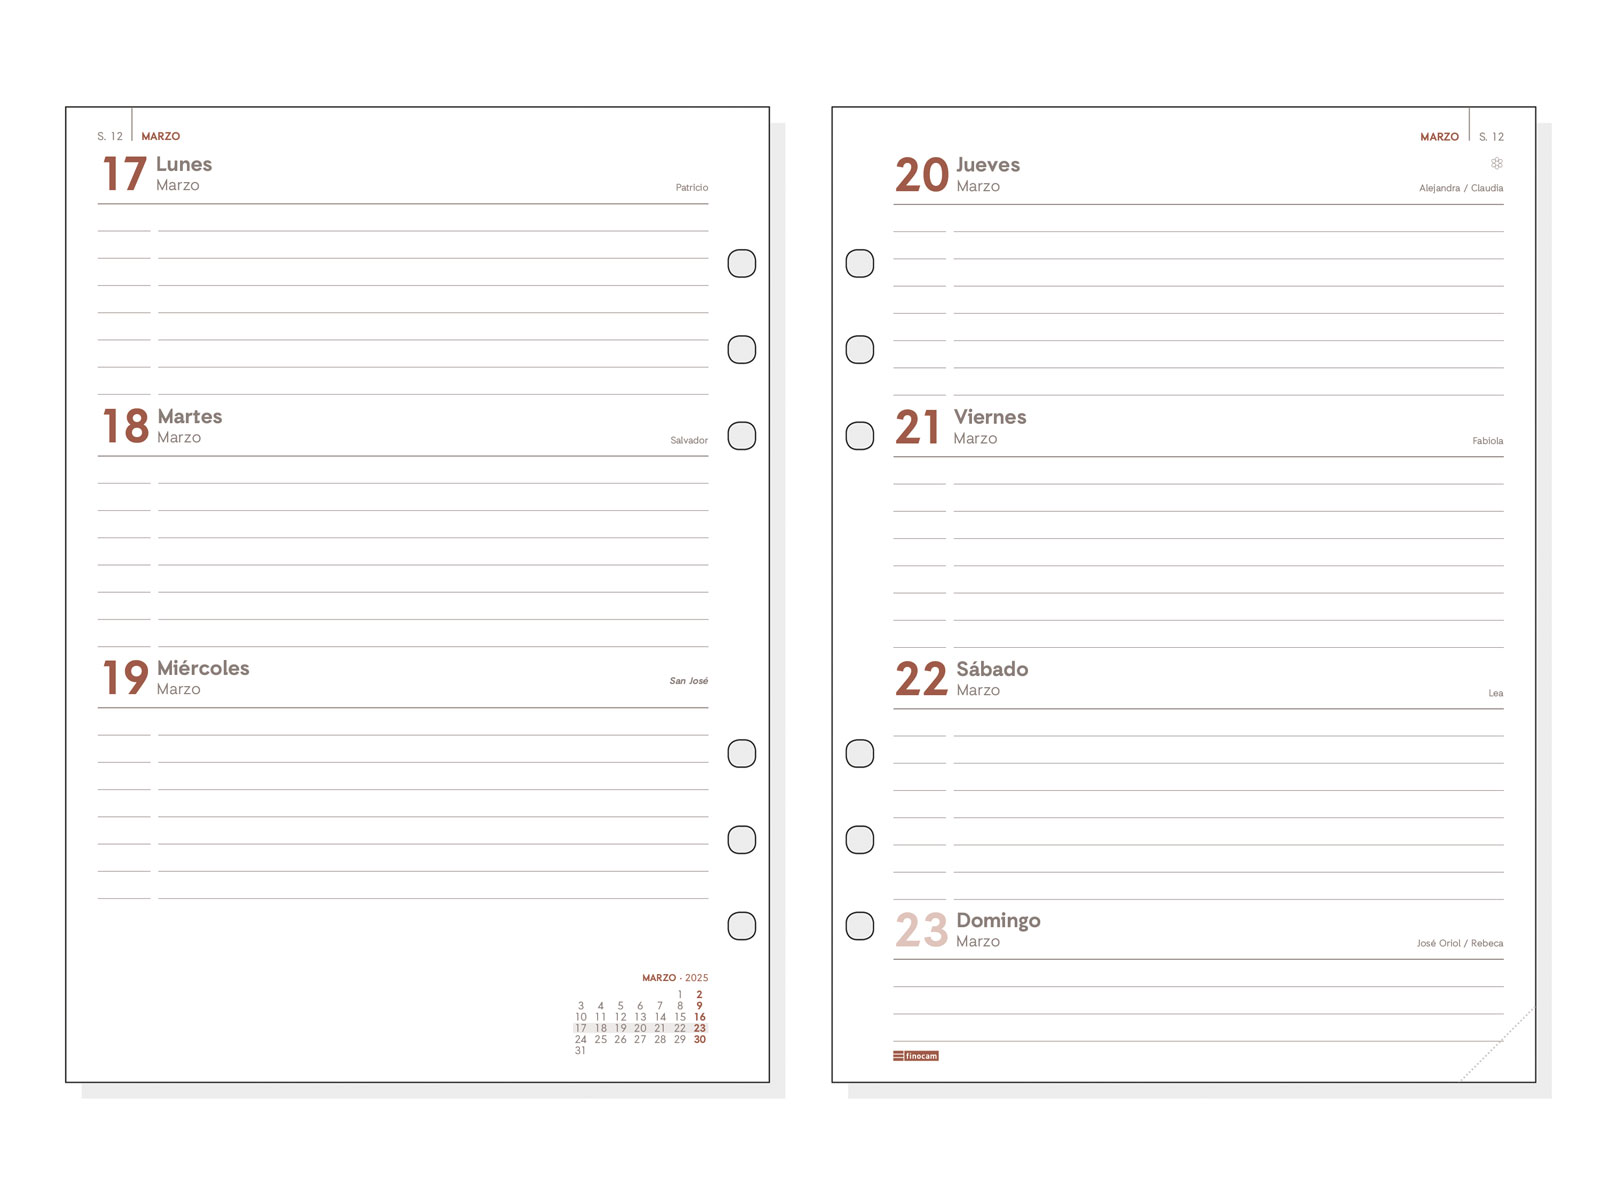 S. 12 MARZO
17 Lunes
Marzo
Patricio
18 Martes
Marzo
Salvador
19 Miércoles
Marzo
San José
MARZO - 2025
1 2
3 4 5 6 7 8 9
10 11 12 13 14 15 16
17 18 19 20 21 22 23
24 25 26 27 28 29 30
31
MARZO S. 12
20 Jueves
Marzo
Alejandra / Claudia
21 Viernes
Marzo
Fabiola
22 Sábado
Marzo
Lea
23 Domingo
Marzo
José Oriol / Rebeca
finocam